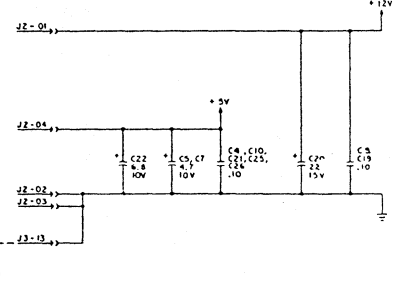 + 12V
J2-01
+ 5V
J2-04
+ C22
6.8
10V
+ C5, C7
4.7
10V
C4, C10,
C21, C25,
C26
.10
+ C20
22
15V
C9
C19
.10
J2-02
J2-03
J3-13